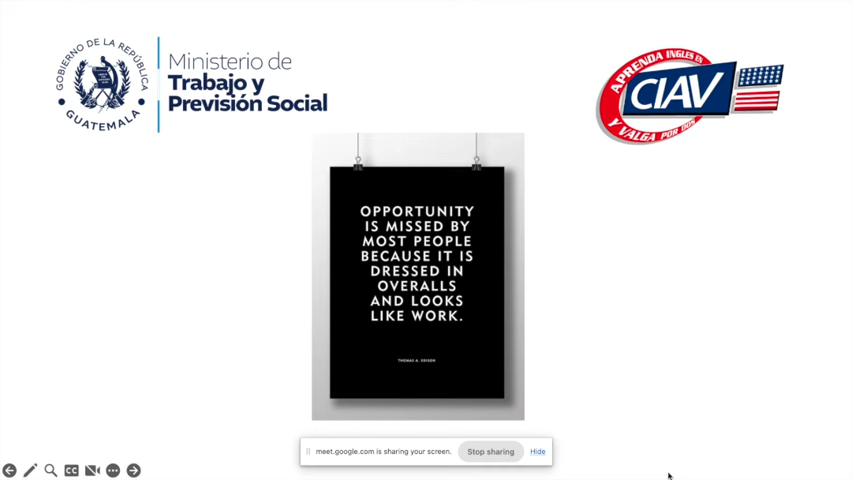 GOBIERNO DE LA REPÚBLICA
GUATEMALA
Ministerio de
Trabajo y
Previsión Social
APRENDA INGLES EN
CIAV
Y VALGA POR DOS
OPPORTUNITY
IS MISSED BY
MOST PEOPLE
BECAUSE IT IS
DRESSED IN
OVERALLS
AND LOOKS
LIKE WORK.
THOMAS A. EDISON
meet.google.com is sharing your screen.
Stop sharing
Hide
CC